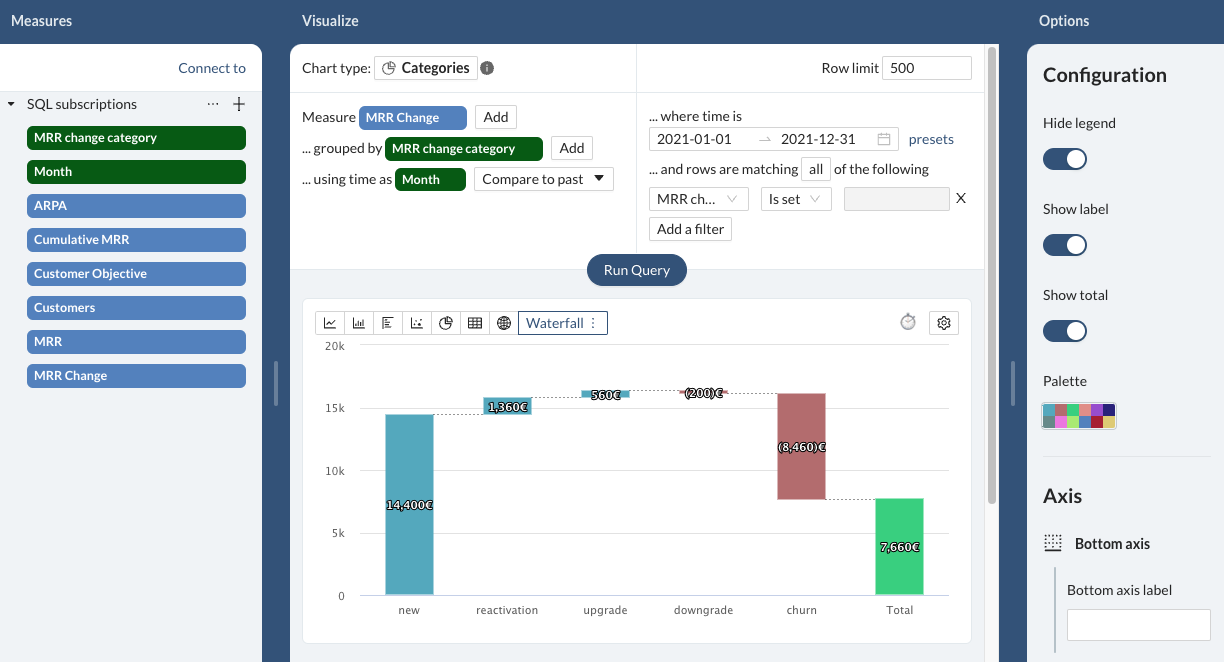 Measures
Connect to
SQL subscriptions
MRR change category
Month
ARPA
Cumulative MRR
Customer Objective
Customers
MRR
MRR Change
Visualize
Chart type: Categories
Row limit 500
Measure MRR Change Add
... grouped by MRR change category Add
... using time as Month Compare to past
... where time is
2021-01-01 → 2021-12-31 presets
... and rows are matching all of the following
MRR ch... Is set X
Add a filter
Run Query
Waterfall
20k
15k
10k
5k
0
14,400€
1,360€
560€
(200)€
(8,460)€
7,660€
new reactivation upgrade downgrade churn Total
Options
Configuration
Hide legend
Show label
Show total
Palette
Axis
Bottom axis
Bottom axis label